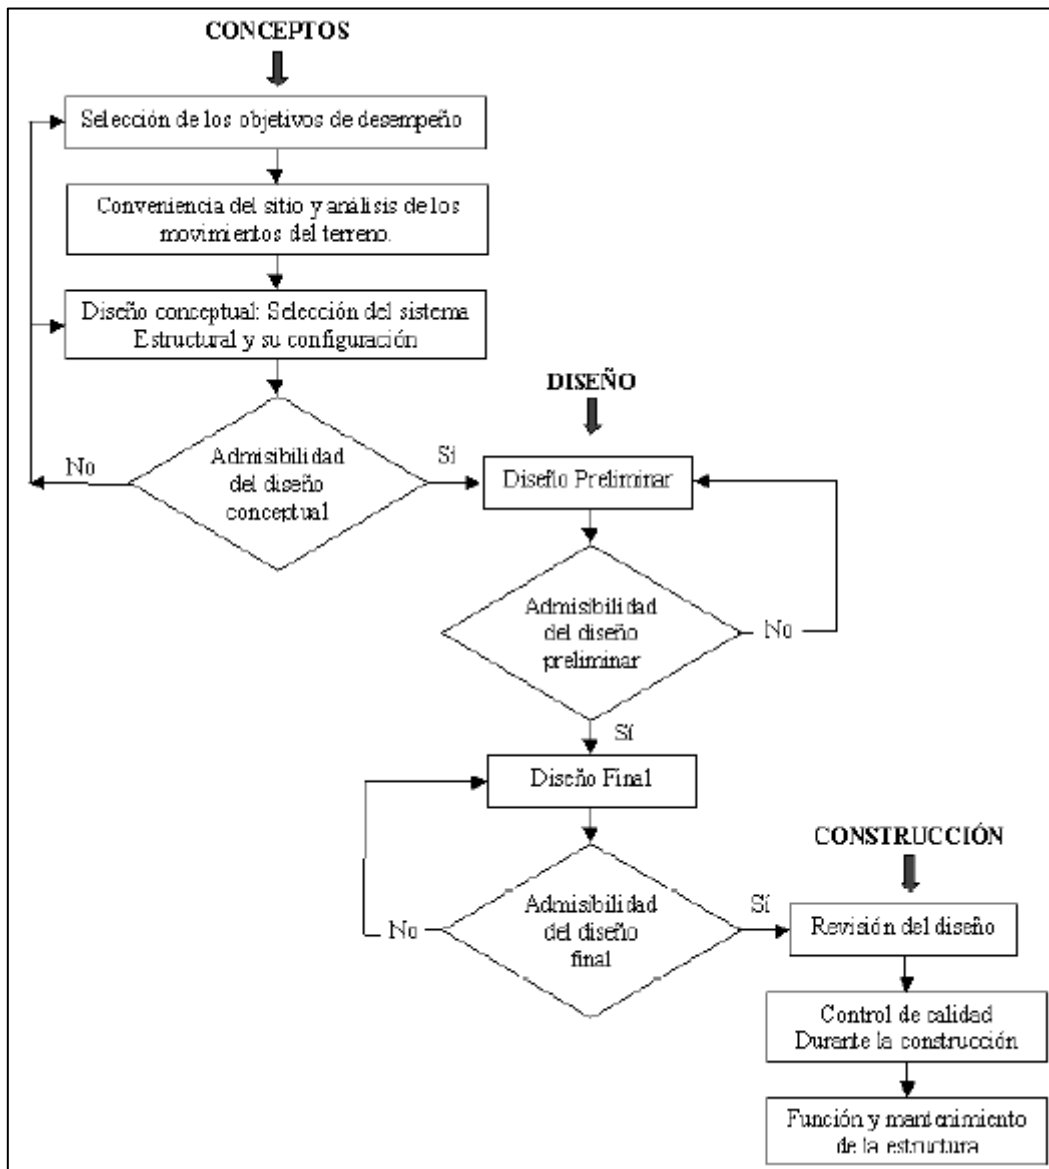 CONCEPTOS
Selección de los objetivos de desempeño
Conveniencia del sitio y análisis de los
movimientos del terreno.
Diseño conceptual: Selección del sistema
Estructural y su configuración
Admisibilidad
del diseño
conceptual
No
Sí
DISEÑO
Diseño Preliminar
Admisibilidad
del diseño
preliminar
No
Sí
Diseño Final
Admisibilidad
del diseño
final
No
Sí
CONSTRUCCIÓN
Revisión del diseño
Control de calidad
Durante la construcción
Función y mantenimiento
de la estructura